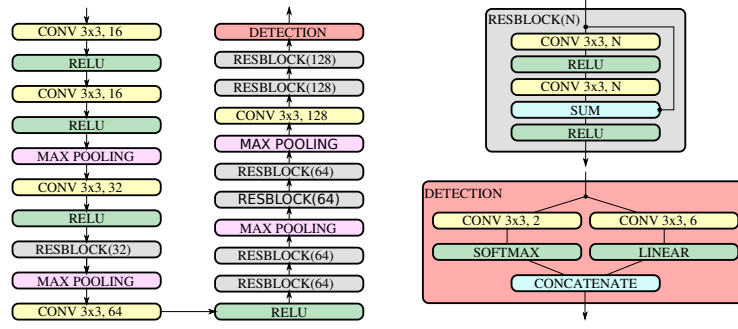 CONV 3x3, 16
RELU
CONV 3x3, 16
RELU
MAX POOLING
CONV 3x3, 32
RELU
RESBLOCK(32)
MAX POOLING
CONV 3x3, 64
DETECTION
RESBLOCK(128)
RESBLOCK(128)
CONV 3x3, 128
MAX POOLING
RESBLOCK(64)
RESBLOCK(64)
MAX POOLING
RESBLOCK(64)
RESBLOCK(64)
RELU
RESBLOCK(N)
CONV 3x3, N
RELU
CONV 3x3, N
SUM
RELU
DETECTION
CONV 3x3, 2
CONV 3x3, 6
SOFTMAX
LINEAR
CONCATENATE